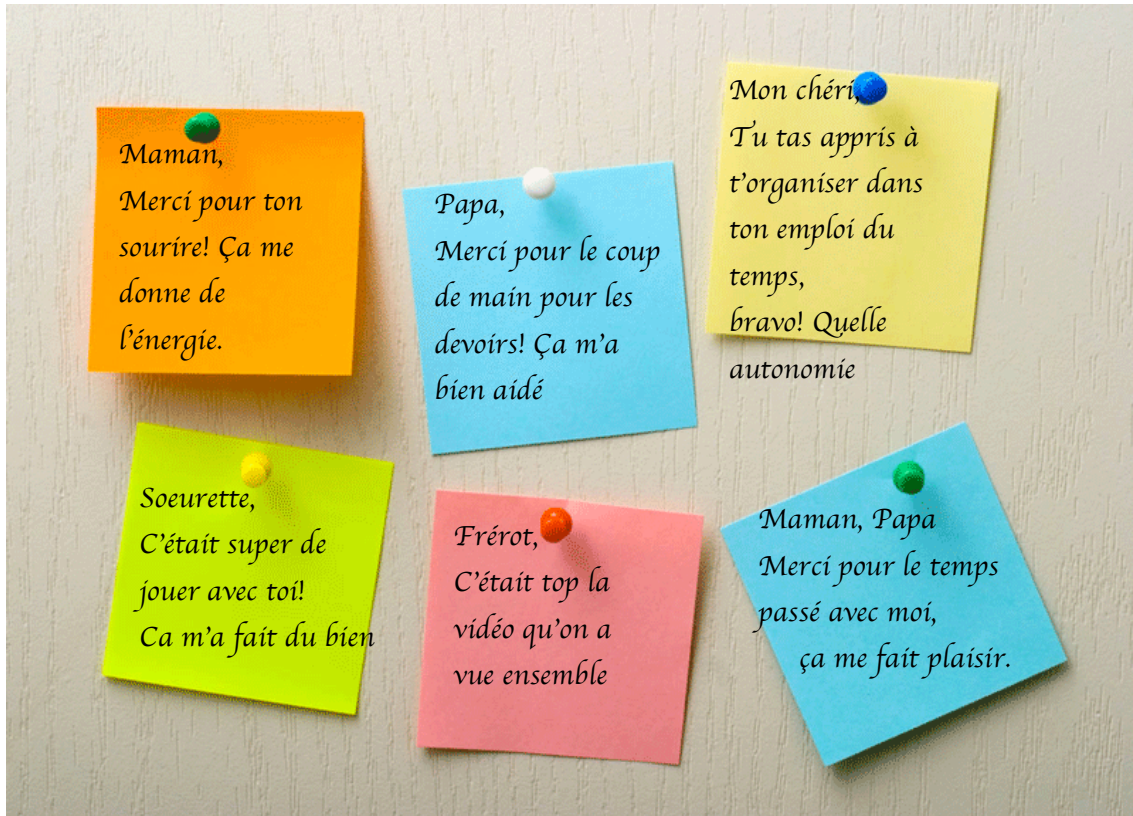 Maman,
Merci pour ton
sourire! Ça me
donne de
l'énergie.
Papa,
Merci pour le coup
de main pour les
devoirs! Ça m'a
bien aidé
Mon chéri,
Tu tas appris à
t'organiser dans
ton emploi du
temps,
bravo! Quelle
autonomie
Soeurette,
C'était super de
jouer avec toi!
Ca m'a fait du bien
Frérot,
C'était top la
vidéo qu'on a
vue ensemble
Maman, Papa
Merci pour le temps
passé avec moi,
ça me fait plaisir.